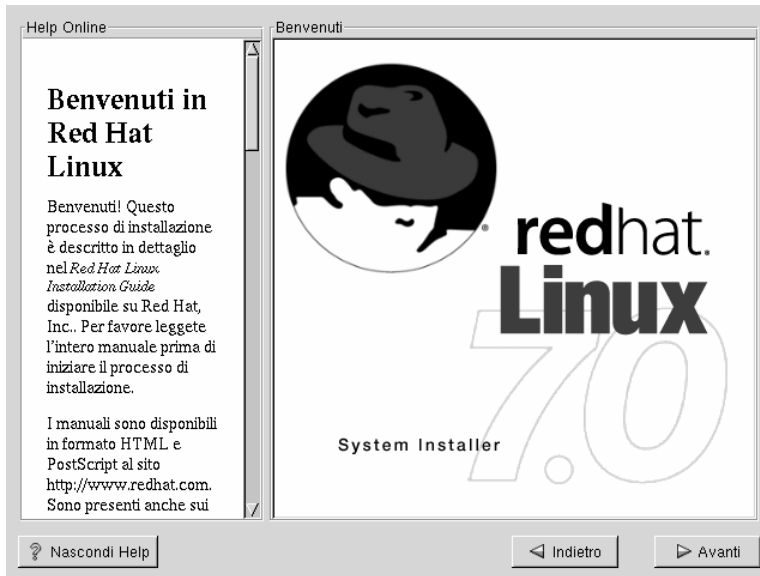 Help Online
Benvenuti in
Red Hat
Linux
Benvenuti! Questo
processo di installazione
è descritto in dettaglio
nel Red Hat Linux
Installation Guide
disponibile su Red Hat,
Inc.. Per favore leggete
l'intero manuale prima di
iniziare il processo di
installazione.
I manuali sono disponibili
in formato HTML e
PostScript al sito
http://www.redhat.com.
Sono presenti anche sui
Benvenuti
®
redhat.
Linux
7.0
System Installer
Nascondi Help
Indietro
Avanti